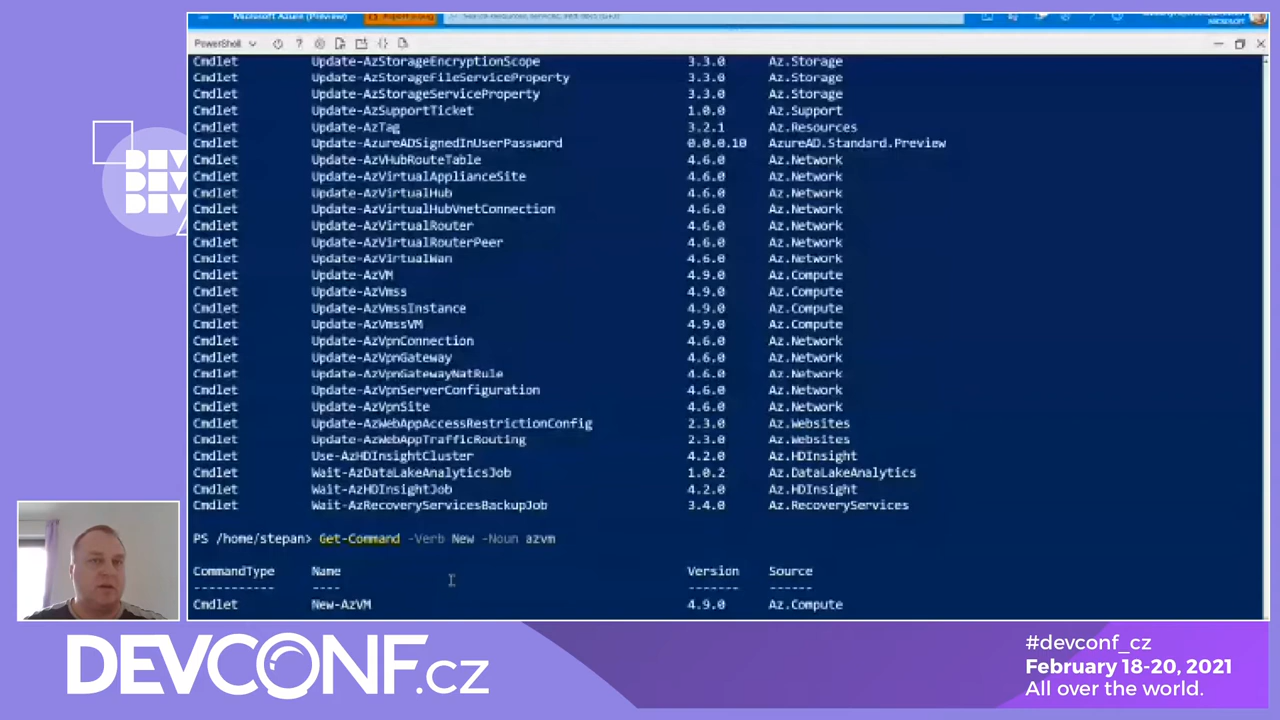 Microsoft Azure (Preview)
PowerShell
Cmdlet Update-AzStorageEncryptionScope 3.3.0 Az.Storage
Cmdlet Update-AzStorageFileServiceProperty 3.3.0 Az.Storage
Cmdlet Update-AzStorageServiceProperty 3.3.0 Az.Storage
Cmdlet Update-AzSupportTicket 1.0.0 Az.Support
Cmdlet Update-AzTag 3.2.1 Az.Resources
Cmdlet Update-AzureADSignedInUserPassword 0.0.0.10 AzureAD.Standard.Preview
Cmdlet Update-AzVHubRouteTable 4.6.0 Az.Network
Cmdlet Update-AzVirtualApplianceSite 4.6.0 Az.Network
Cmdlet Update-AzVirtualHub 4.6.0 Az.Network
Cmdlet Update-AzVirtualHubVnetConnection 4.6.0 Az.Network
Cmdlet Update-AzVirtualRouter 4.6.0 Az.Network
Cmdlet Update-AzVirtualRouterPeer 4.6.0 Az.Network
Cmdlet Update-AzVirtualWan 4.6.0 Az.Network
Cmdlet Update-AzVM 4.9.0 Az.Compute
Cmdlet Update-AzVmss 4.9.0 Az.Compute
Cmdlet Update-AzVmssInstance 4.9.0 Az.Compute
Cmdlet Update-AzVmssVM 4.9.0 Az.Compute
Cmdlet Update-AzVpnConnection 4.6.0 Az.Network
Cmdlet Update-AzVpnGateway 4.6.0 Az.Network
Cmdlet Update-AzVpnGatewayNatRule 4.6.0 Az.Network
Cmdlet Update-AzVpnServerConfiguration 4.6.0 Az.Network
Cmdlet Update-AzVpnSite 4.6.0 Az.Network
Cmdlet Update-AzWebAppAccessRestrictionConfig 2.3.0 Az.Websites
Cmdlet Update-AzWebAppTrafficRouting 2.3.0 Az.Websites
Cmdlet Use-AzHDInsightCluster 4.2.0 Az.HDInsight
Cmdlet Wait-AzDataLakeAnalyticsJob 1.0.2 Az.DataLakeAnalytics
Cmdlet Wait-AzHDInsightJob 4.2.0 Az.HDInsight
Cmdlet Wait-AzRecoveryServicesBackupJob 3.4.0 Az.RecoveryServices
PS /home/stepan> Get-Command -Verb New -Noun azvm
CommandType Name Version Source
----------- ---- ------- ------
Cmdlet New-AzVM 4.9.0 Az.Compute
DEV
DEV
DEV
DEVCONF.cz
#devconf_cz
February 18-20, 2021
All over the world.